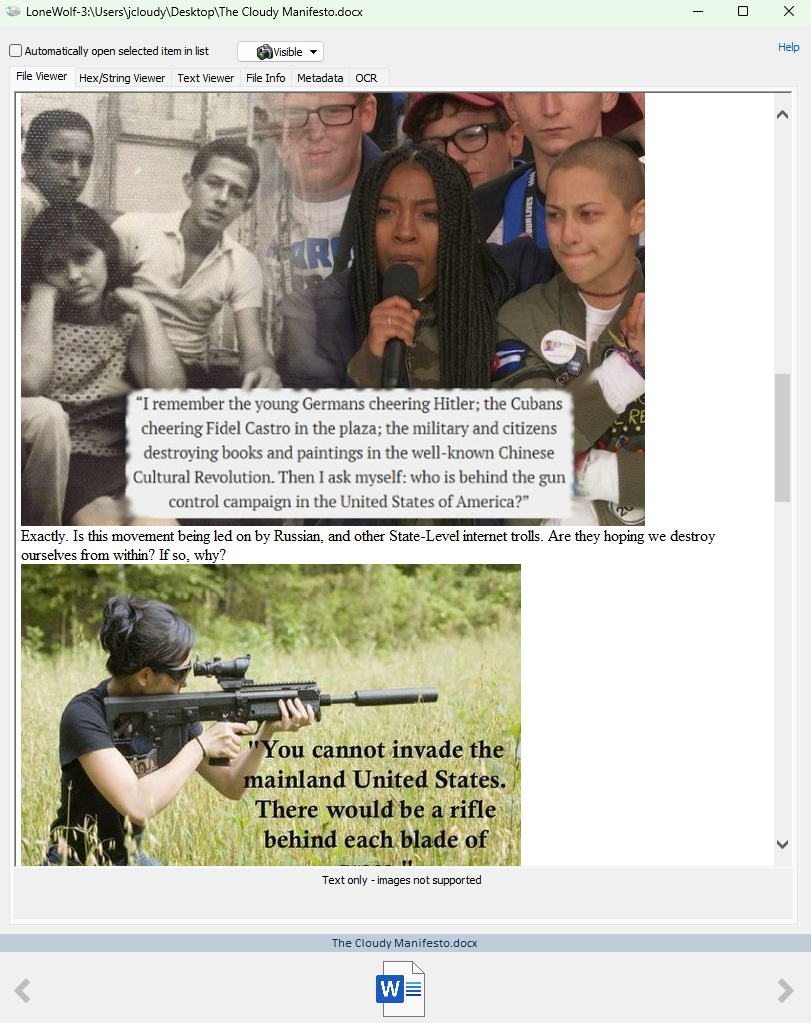 LoneWolf-3:\Users\jcloudy\Desktop\The Cloudy Manifesto.docx
Automatically open selected item in list
Visible
Help
File Viewer
Hex/String Viewer
Text Viewer
File Info
Metadata
OCR
OUR LIVES
“I remember the young Germans cheering Hitler; the Cubans
cheering Fidel Castro in the plaza; the military and citizens
destroying books and paintings in the well-known Chinese
Cultural Revolution. Then I ask myself: who is behind the gun
control campaign in the United States of America?”
Exactly. Is this movement being led on by Russian, and other State-Level internet trolls. Are they hoping we destroy
ourselves from within? If so, why?
"You cannot invade the
mainland United States.
There would be a rifle
behind each blade of
Text only - images not supported
The Cloudy Manifesto.docx
W